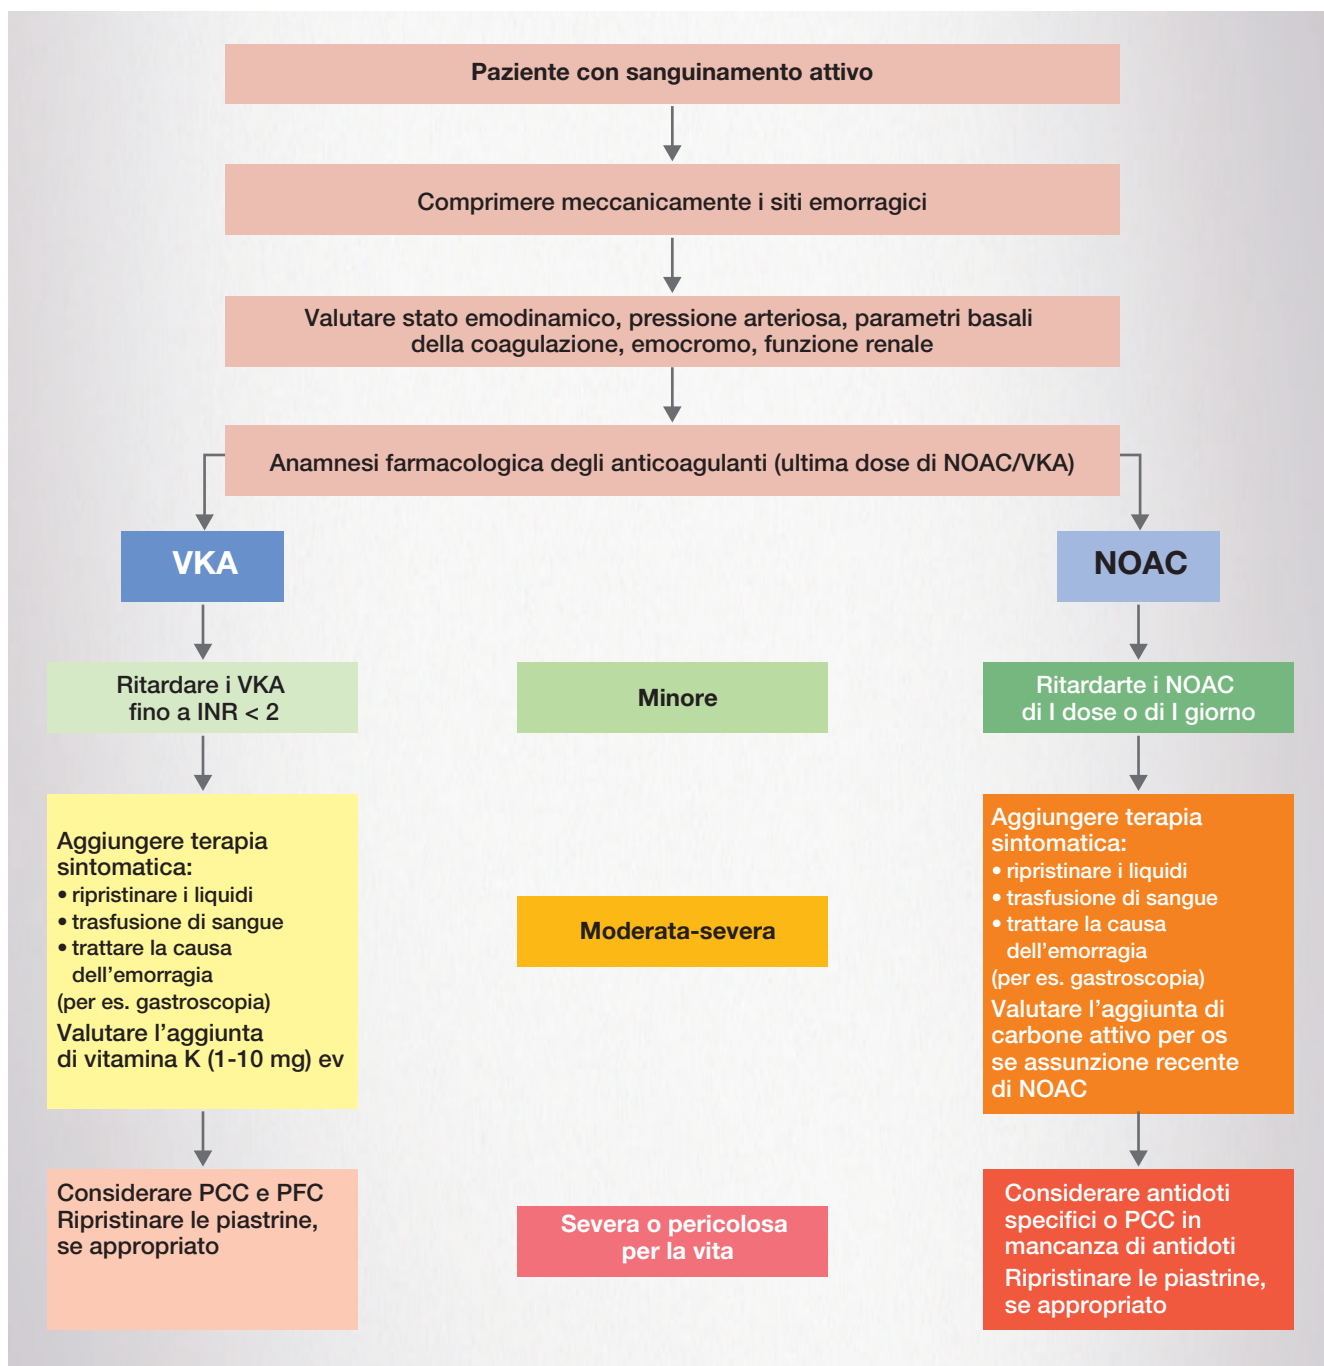 Paziente con sanguinamento attivo
Comprimere meccanicamente i siti emorragici
Valutare stato emodinamico, pressione arteriosa, parametri basali
della coagulazione, emocromo, funzione renale
Anamnesi farmacologica degli anticoagulanti (ultima dose di NOAC/VKA)
VKA
NOAC
Ritardare i VKA
fino a INR < 2
Minore
Ritardarte i NOAC
di I dose o di I giorno
Aggiungere terapia
sintomatica:
• ripristinare i liquidi
• trasfusione di sangue
• trattare la causa
dell'emorragia
(per es. gastroscopia)
Valutare l'aggiunta
di vitamina K (1-10 mg) ev
Moderata-severa
Aggiungere terapia
sintomatica:
• ripristinare i liquidi
• trasfusione di sangue
• trattare la causa
dell'emorragia
(per es. gastroscopia)
Valutare l'aggiunta di
carbone attivo per os
se assunzione recente
di NOAC
Considerare PCC e PFC
Ripristinare le piastrine,
se appropriato
Severa o pericolosa
per la vita
Considerare antidoti
specifici o PCC in
mancanza di antidoti
Ripristinare le piastrine,
se appropriato